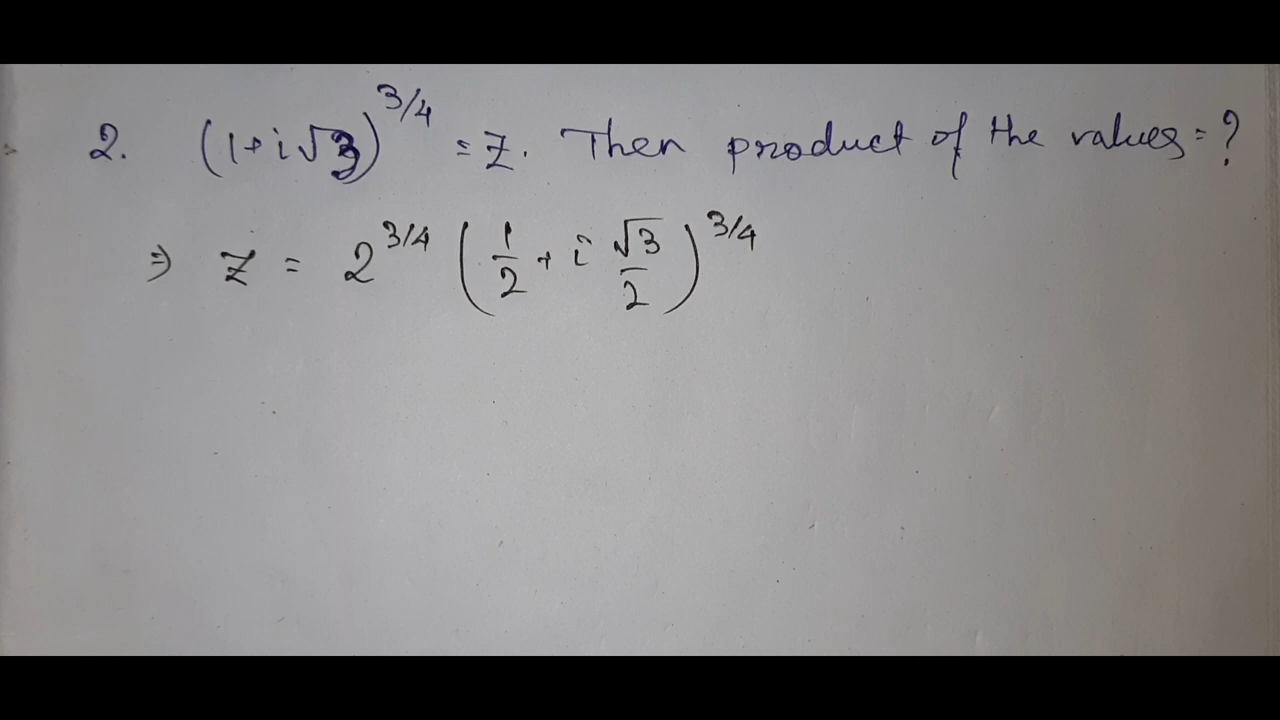 2. (1+i√3)^3/4 = z. Then product of the values = ?
⇒ z = 2^3/4 (1/2 + i √3/2)^3/4